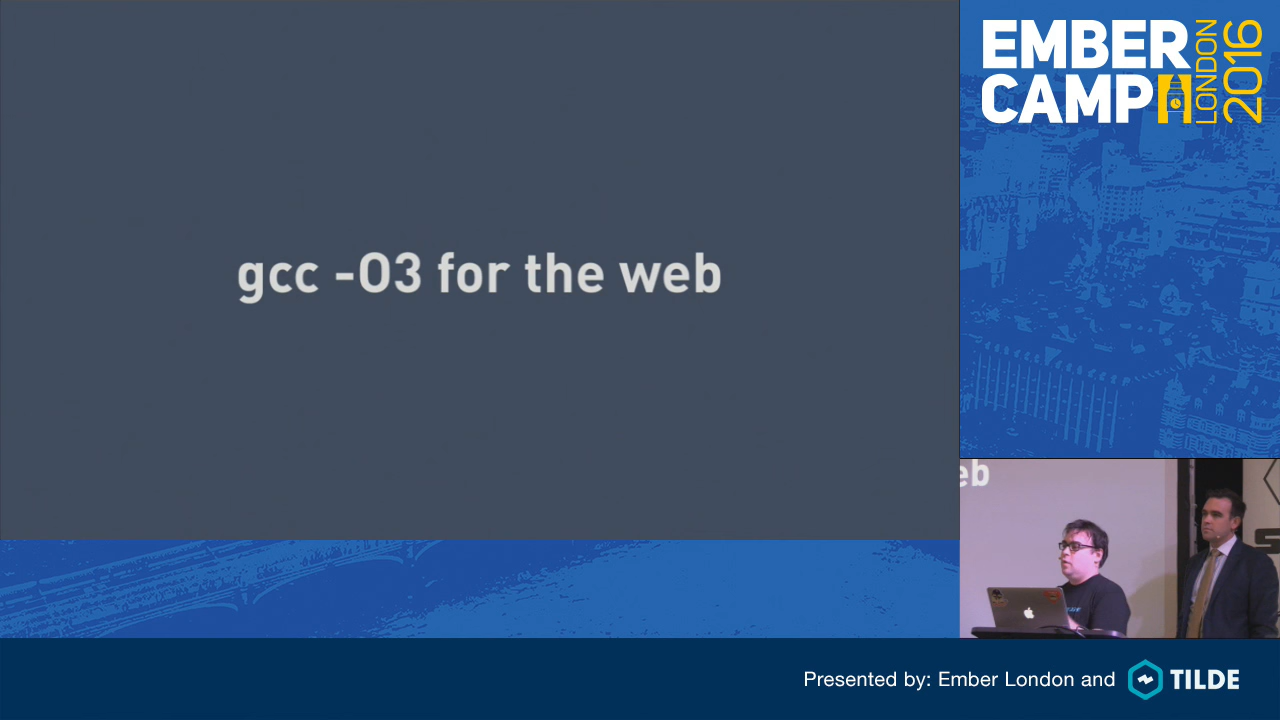 gcc -O3 for the web
EMBER
CAMP
LONDON
2016
eb
S
Presented by: Ember London and
TILDE